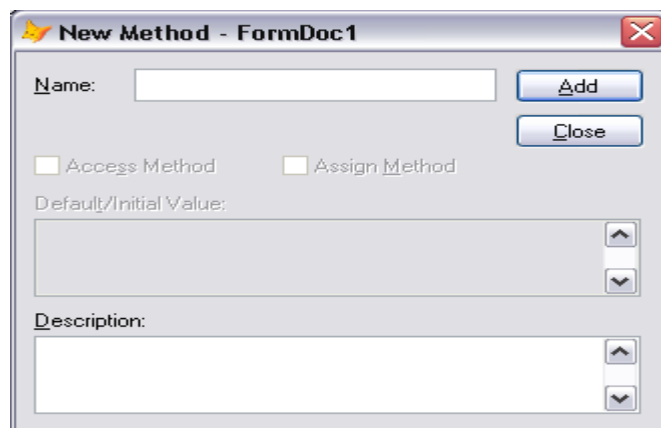 New Method - FormDoc1
Name:
Add
Close
Access Method
Assign Method
Default/Initial Value:
Description: